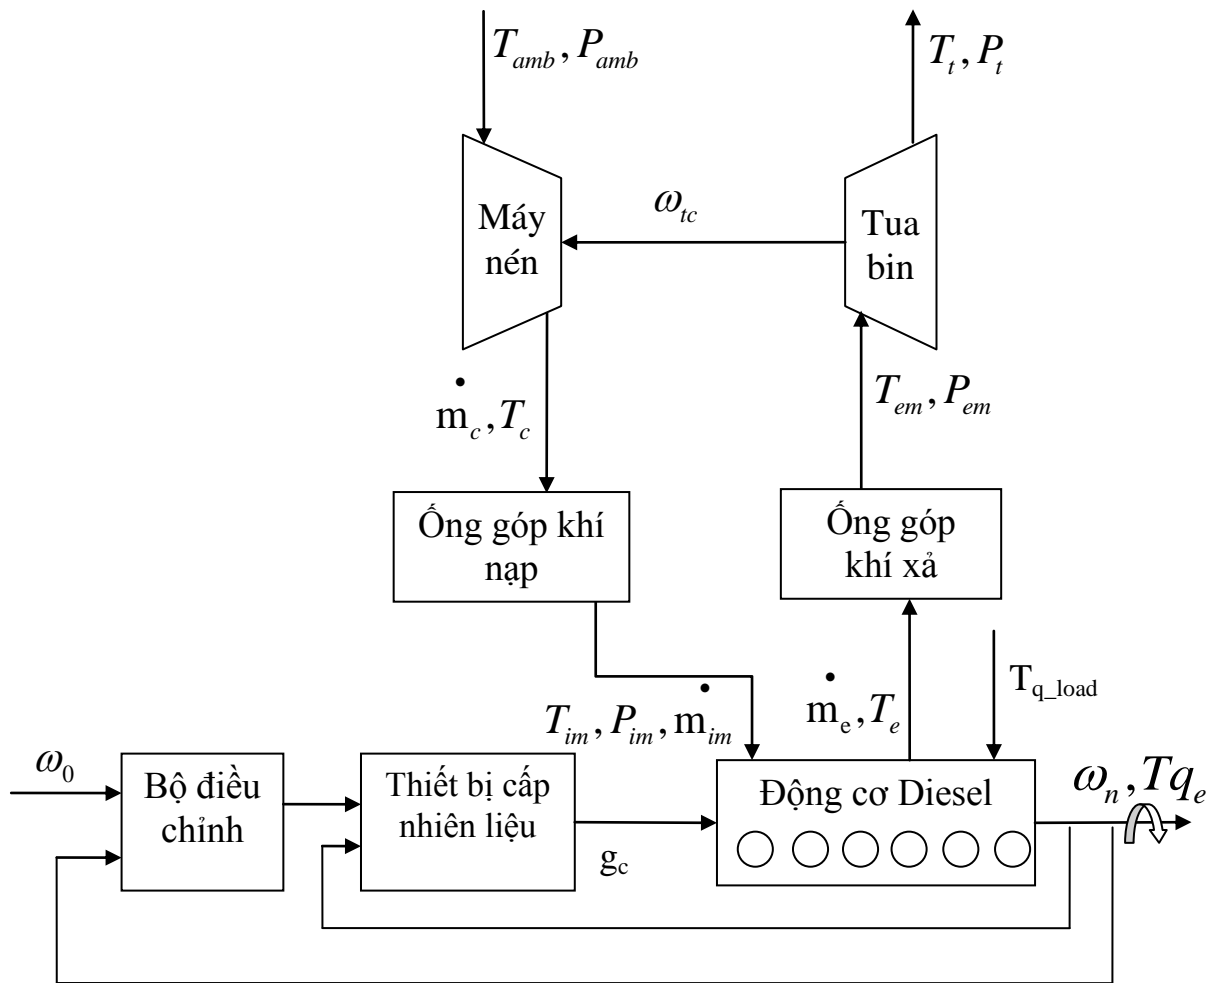 T_amb, P_amb
T_t, P_t
Máy
nén
ω_tc
Tua
bin
ṁ_c, T_c
T_em, P_em
Ống góp khí
nạp
Ống góp
khí xả
T_q_load
T_im, P_im, ṁ_im
ṁ_e, T_e
ω_0
Bộ điều
chỉnh
Thiết bị cấp
nhiên liệu
g_c
Động cơ Diesel
ω_n, Tq_e